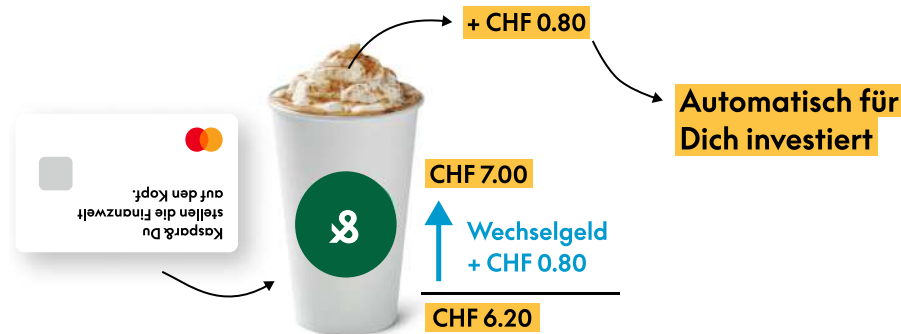 + CHF 0.80
Automatisch für
Dich investiert
Kaspar& Du
stellen die Finanzwelt
auf den Kopf.
&
CHF 7.00
Wechselgeld
+ CHF 0.80
CHF 6.20